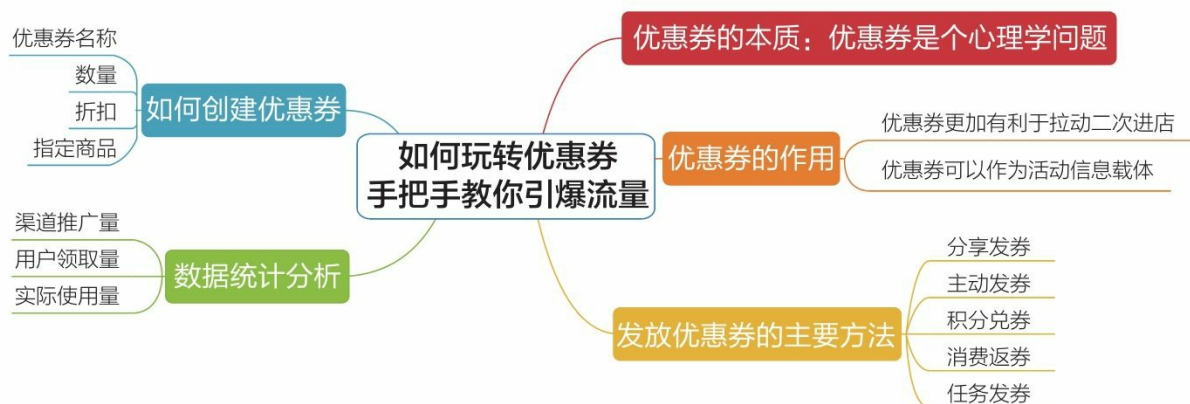 如何玩转优惠券
手把手教你引爆流量
优惠券的本质：优惠券是个心理学问题
优惠券的作用
优惠券更加有利于拉动二次进店
优惠券可以作为活动信息载体
发放优惠券的主要方法
分享发券
主动发券
积分兑券
消费返券
任务发券
如何创建优惠券
优惠券名称
数量
折扣
指定商品
数据统计分析
渠道推广量
用户领取量
实际使用量